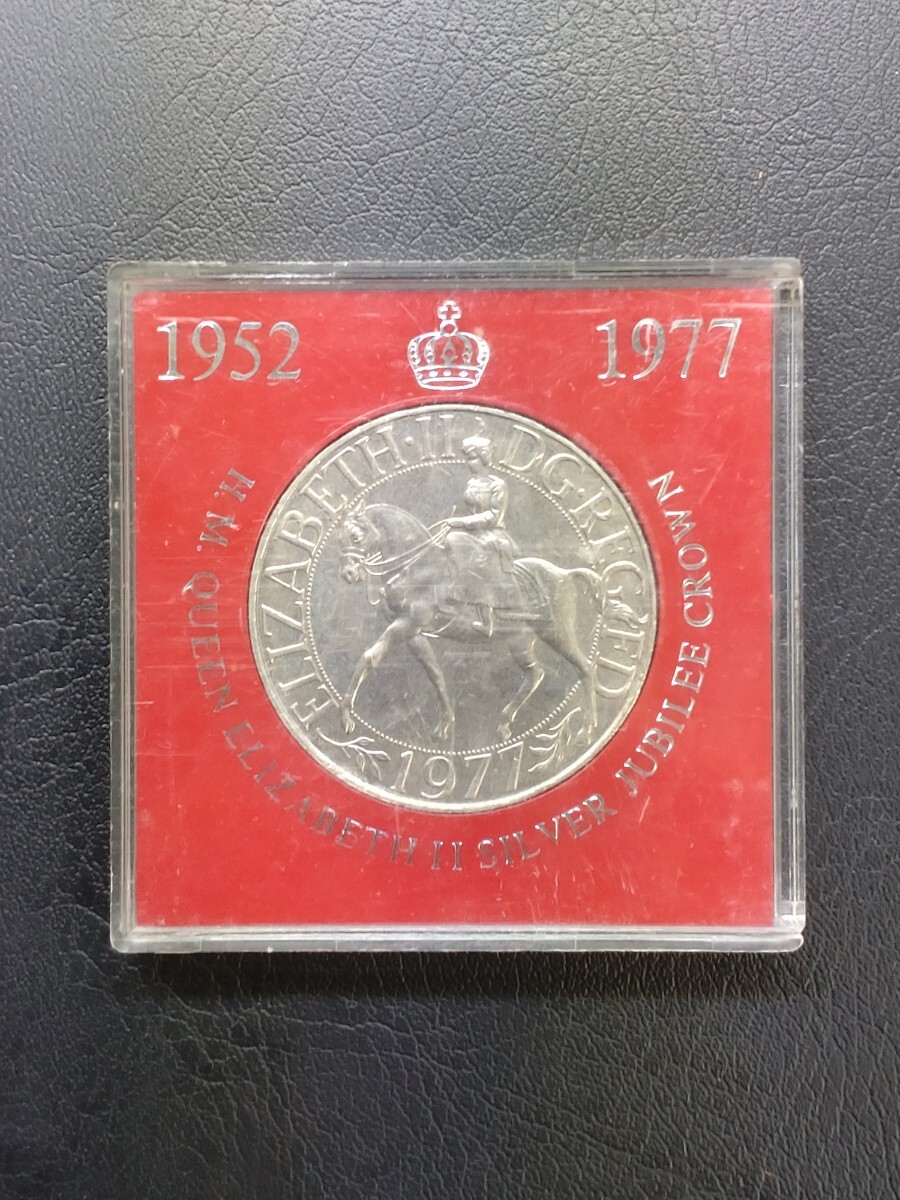 1952 1977
ELIZABETH·II D·G·REG·F·D
1977
H.M. QUEEN ELIZABETH II SILVER JUBILEE CROWN